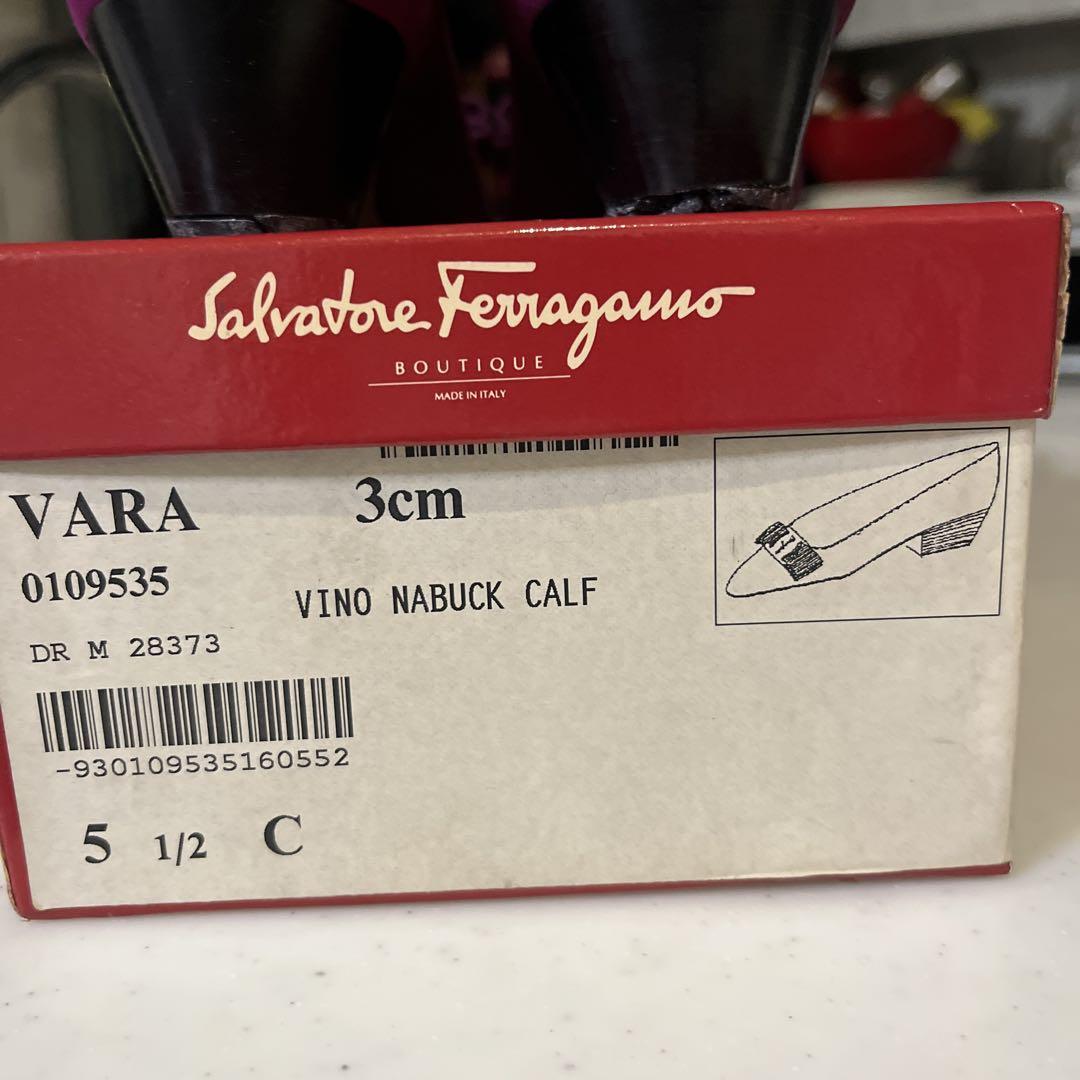 Salvatore Ferragamo
BOUTIQUE
MADE IN ITALY
VARA 3cm
0109535
VINO NABUCK CALF
DR M 28373
-930109535160552
5 1/2 C